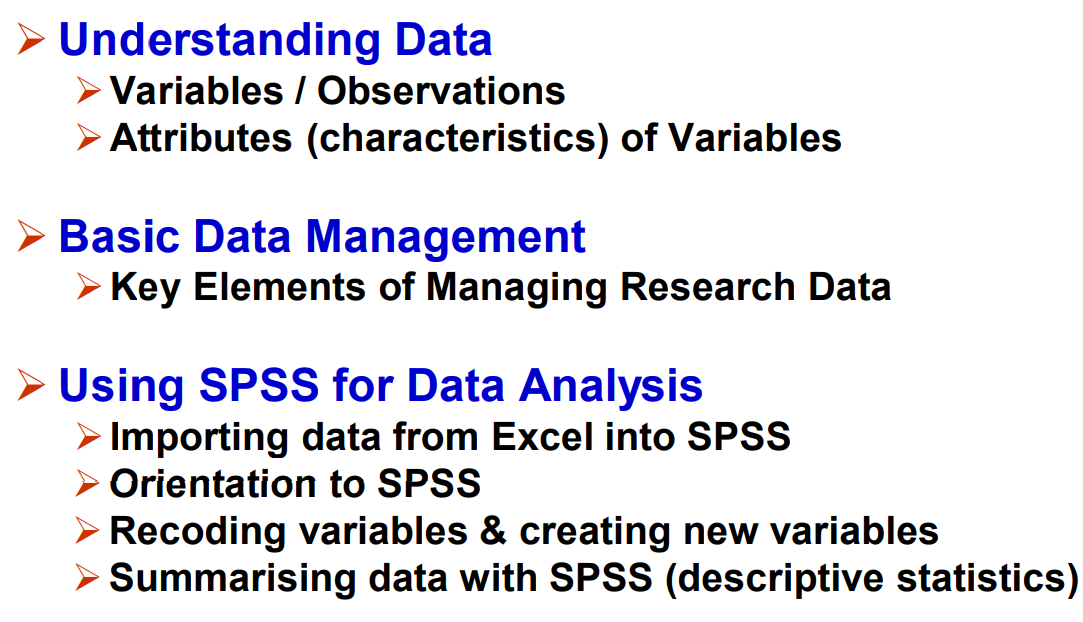 Understanding Data
Variables / Observations
Attributes (characteristics) of Variables
Basic Data Management
Key Elements of Managing Research Data
Using SPSS for Data Analysis
Importing data from Excel into SPSS
Orientation to SPSS
Recoding variables & creating new variables
Summarising data with SPSS (descriptive statistics)